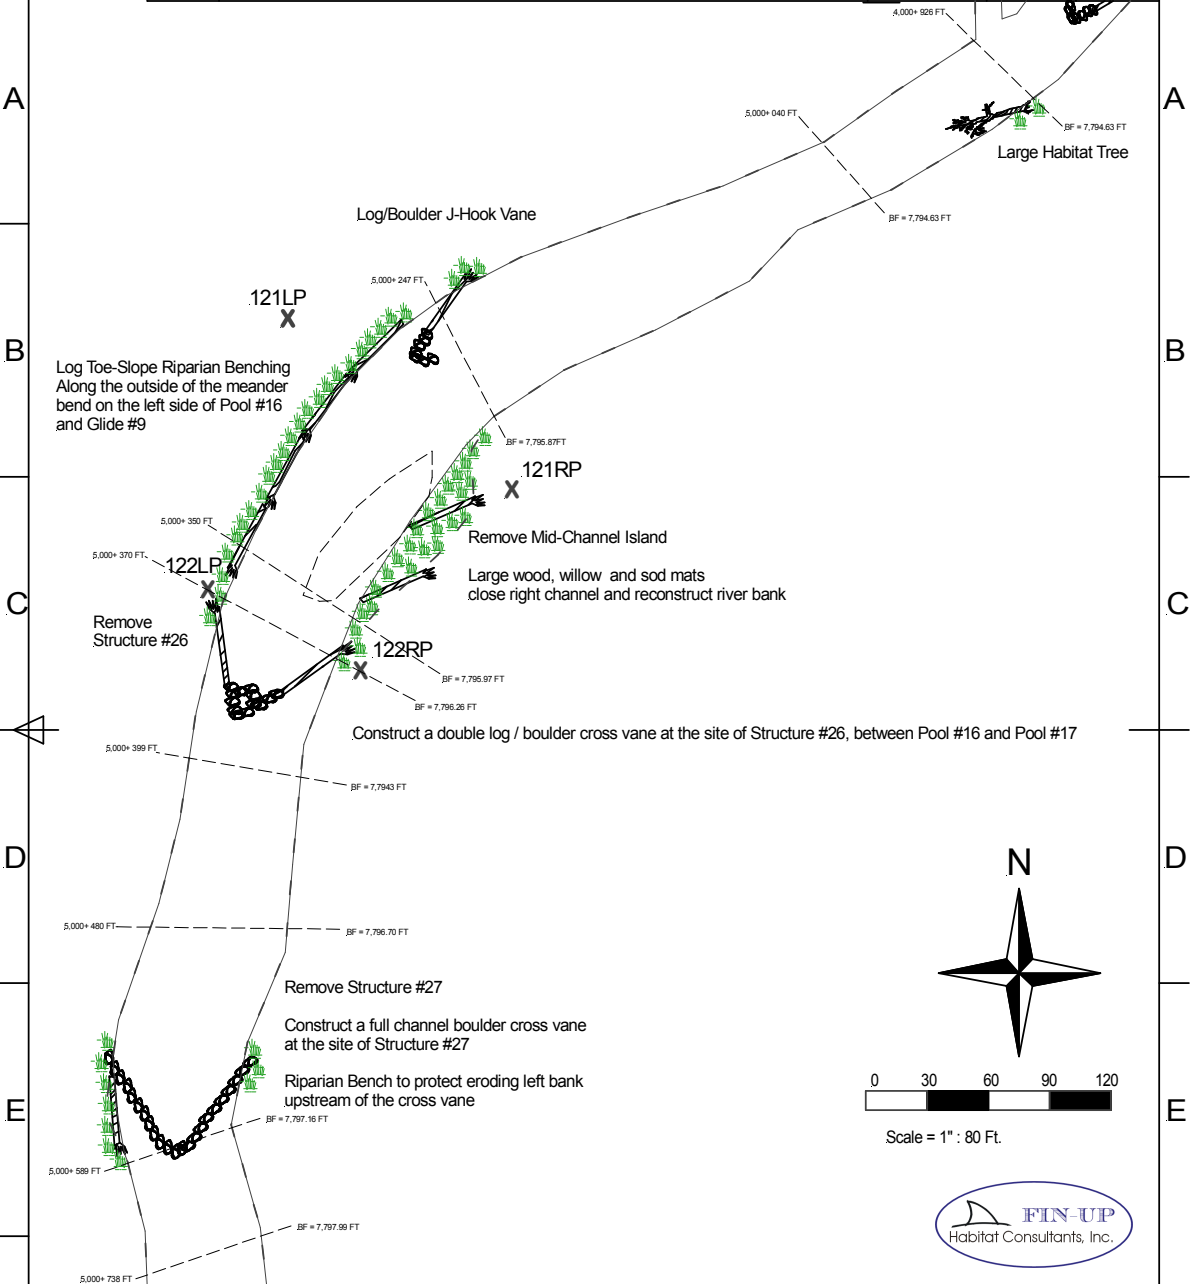 4,000+ 926 FT
A
A
5,000+ 040 FT
BF = 7,794.63 FT
Large Habitat Tree
Log/Boulder J-Hook Vane
BF = 7,794.63 FT
5,000+ 247 FT
121LP
B
B
Log Toe-Slope Riparian Benching
Along the outside of the meander
bend on the left side of Pool #16
and Glide #9
BF = 7,795.87FT
121RP
5,000+ 350 FT
Remove Mid-Channel Island
5,000+ 370 FT
122LP
Large wood, willow and sod mats
close right channel and reconstruct river bank
C
C
Remove
Structure #26
122RP
BF = 7,795.97 FT
BF = 7,796.26 FT
Construct a double log / boulder cross vane at the site of Structure #26, between Pool #16 and Pool #17
5,000+ 399 FT
BF = 7,7943 FT
D
D
N
5,000+ 480 FT
BF = 7,796.70 FT
Remove Structure #27
Construct a full channel boulder cross vane
at the site of Structure #27
Riparian Bench to protect eroding left bank
upstream of the cross vane
0 30 60 90 120
E
E
BF = 7,797.16 FT
Scale = 1" : 80 Ft.
5,000+ 589 FT
FIN-UP
Habitat Consultants, Inc.
BF = 7,797.99 FT
5,000+ 738 FT